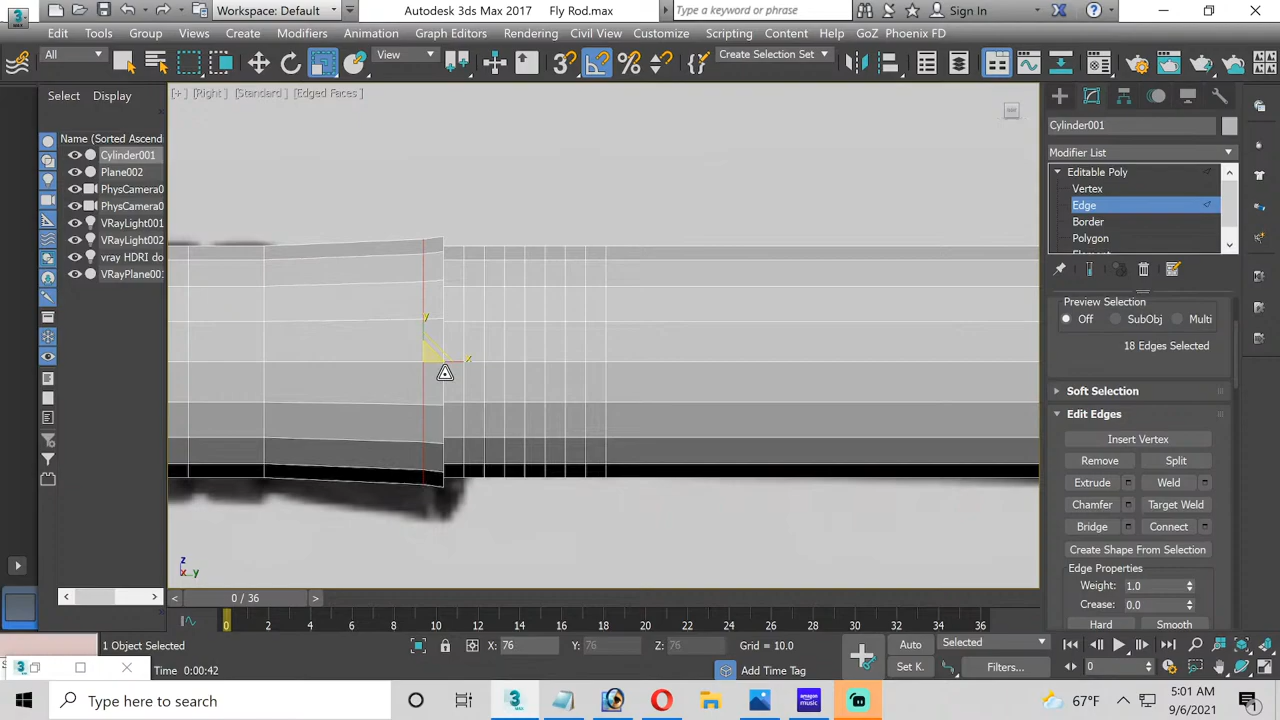 Workspace: Default
Autodesk 3ds Max 2017 Fly Rod.max
Type a keyword or phrase
Sign In
Edit Tools Group Views Create Modifiers Animation Graph Editors Rendering Civil View Customize Scripting Content Help GoZ Phoenix FD
All
View
Create Selection Set
Select Display
[+] [Right] [Standard] [Edged Faces]
Name (Sorted Ascend
Cylinder001
Plane002
PhysCamera0
PhysCamera0
VRayLight001
VRayLight002
vray HDRI do
VRayPlane001
Cylinder001
Modifier List
Editable Poly
Vertex
Edge
Border
Polygon
Preview Selection
Off SubObj Multi
18 Edges Selected
Soft Selection
Edit Edges
Insert Vertex
Remove Split
Extrude Weld
Chamfer Target Weld
Bridge Connect
Create Shape From Selection
Edge Properties
Weight: 1.0
Crease: 0.0
Hard Smooth
y
x
z
x y
0 / 36
0 2 4 6 8 10 12 14 16 18 20 22 24 26 28 30 32 34 36
1 Object Selected
X: 76 Y: 76 Z: 76 Grid = 10.0
Auto Selected
Time: 0:00:42
Add Time Tag
Set K. Filters...
0
Type here to search
67°F
5:01 AM
9/6/2021